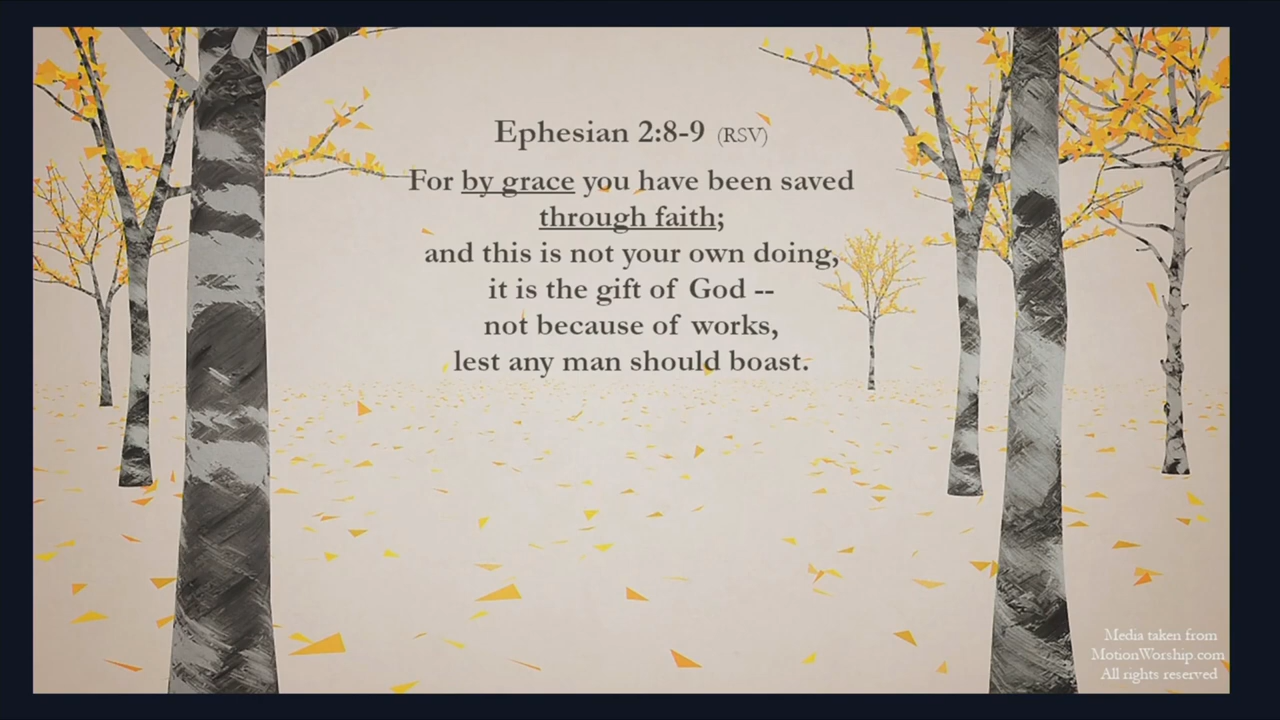 Ephesian 2:8-9 (RSV)
For by grace you have been saved
through faith;
and this is not your own doing,
it is the gift of God --
not because of works,
lest any man should boast.
Media taken from
MotionWorship.com
All rights reserved